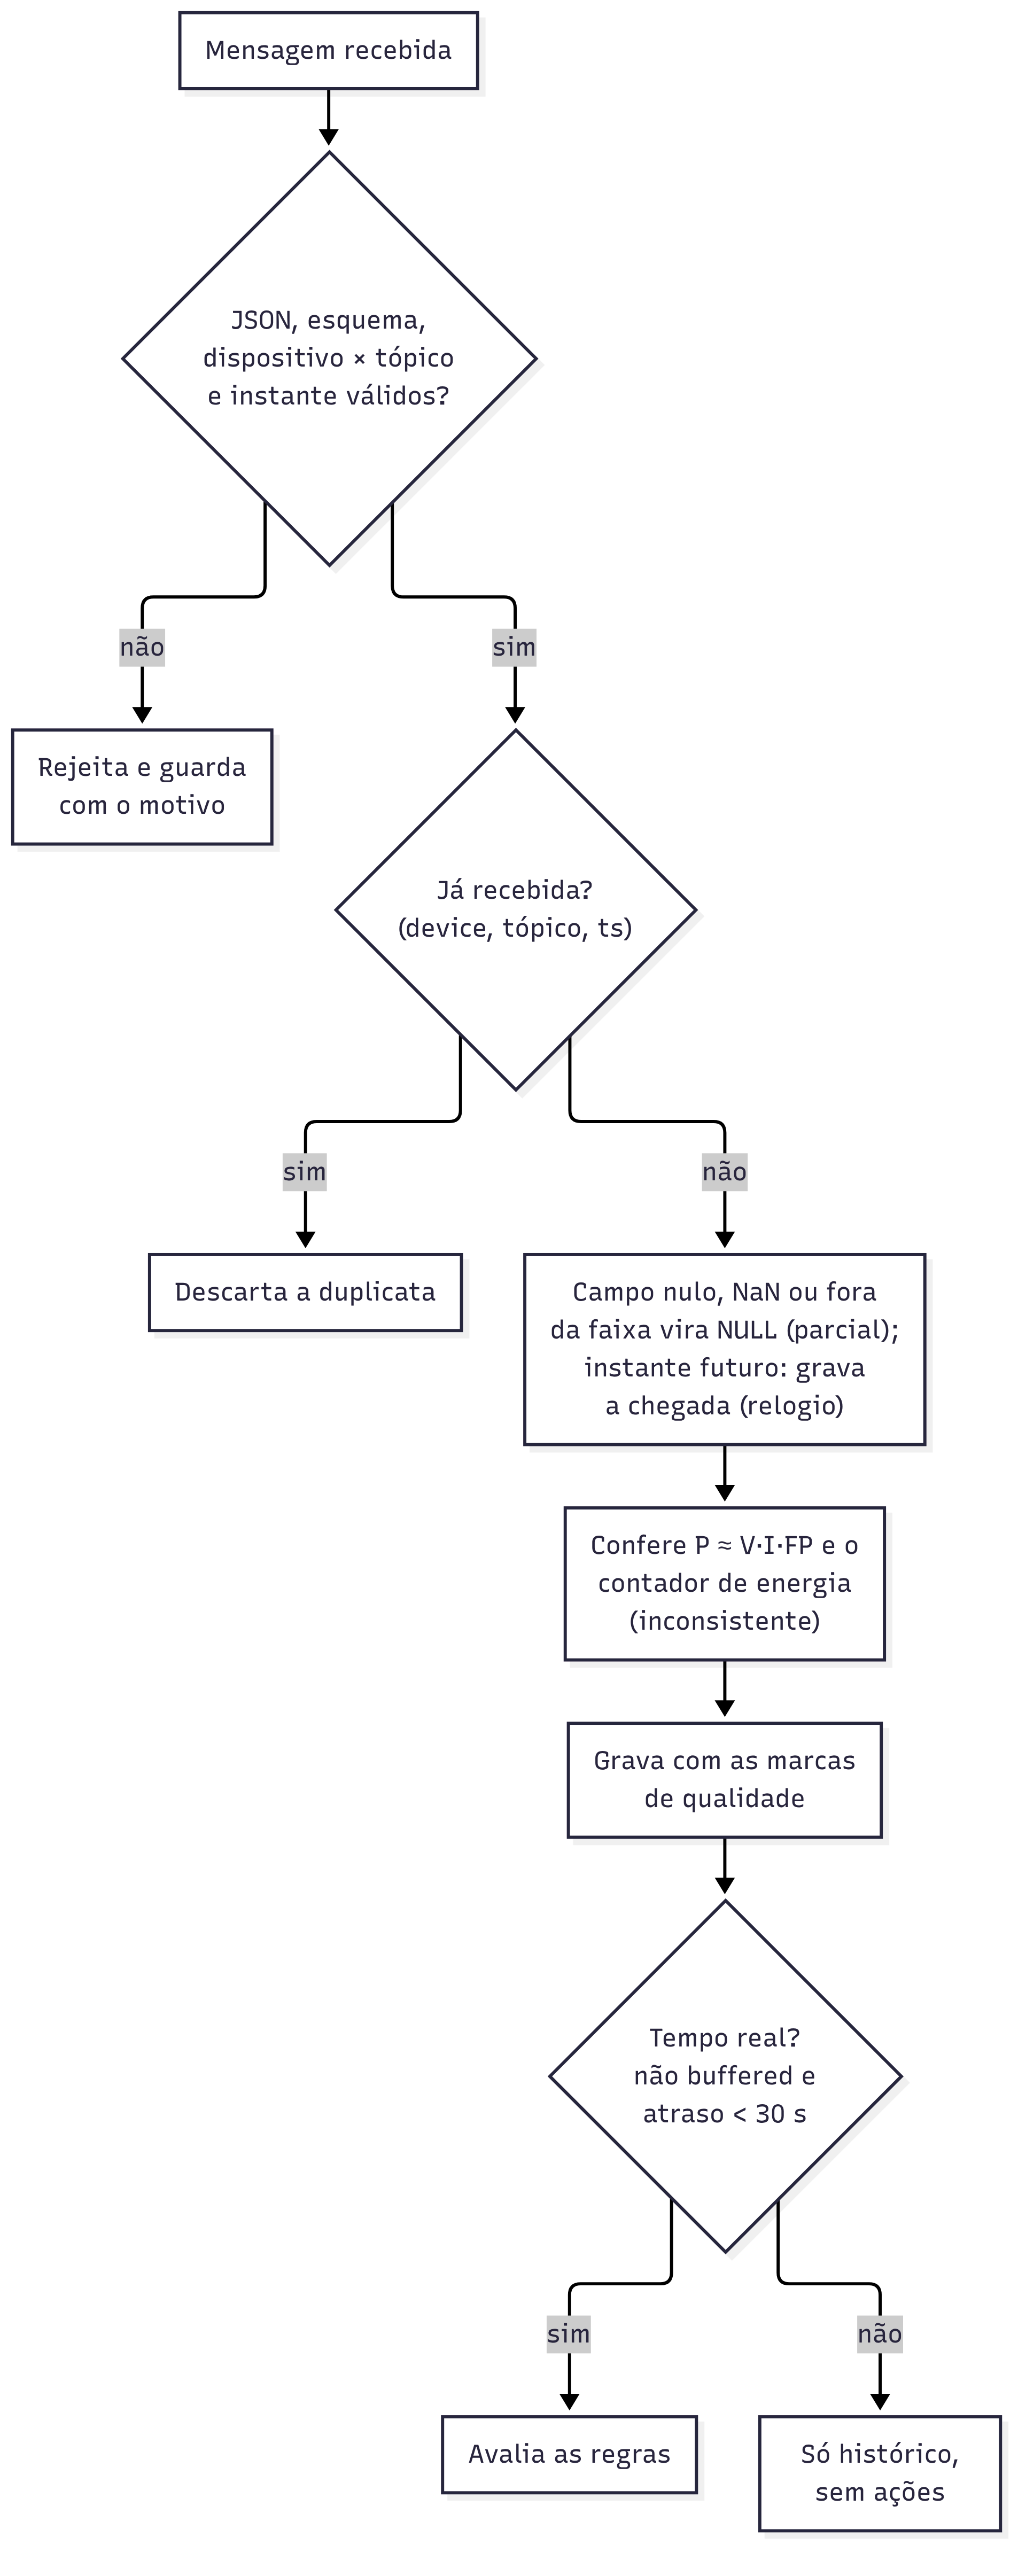 Mensagem recebida
JSON, esquema,
dispositivo × tópico
e instante válidos?
não
sim
Rejeita e guarda
com o motivo
Já recebida?
(device, tópico, ts)
sim
não
Descarta a duplicata
Campo nulo, NaN ou fora
da faixa vira NULL (parcial);
instante futuro: grava
a chegada (relogio)
Confere P ≈ V·I·FP e o
contador de energia
(inconsistente)
Grava com as marcas
de qualidade
Tempo real?
não buffered e
atraso < 30 s
sim
não
Avalia as regras
Só histórico,
sem ações